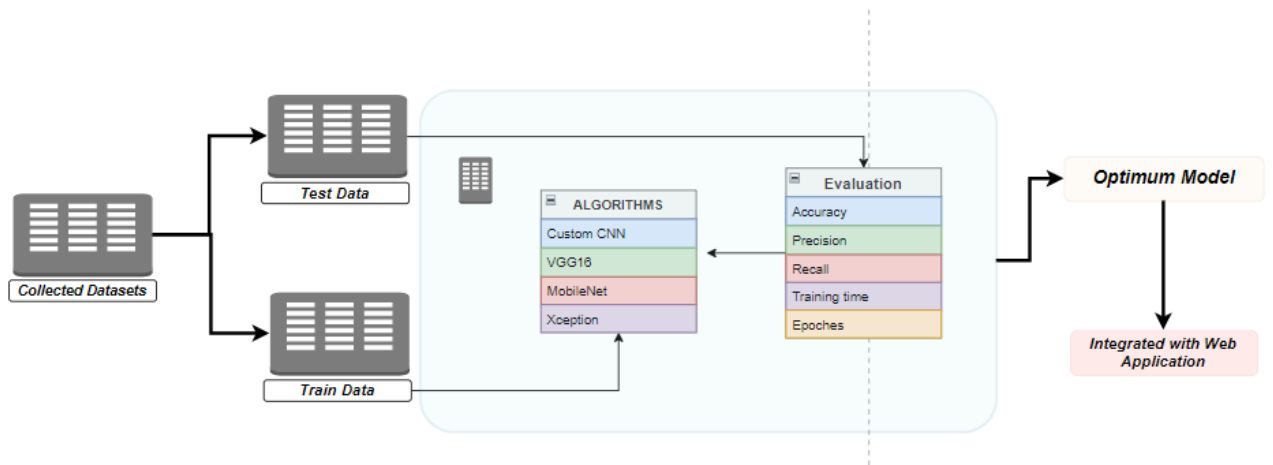 Collected Datasets
Test Data
Train Data
ALGORITHMS
Custom CNN
VGG16
MobileNet
Xception
Evaluation
Accuracy
Precision
Recall
Training time
Epoches
Optimum Model
Integrated with Web
Application